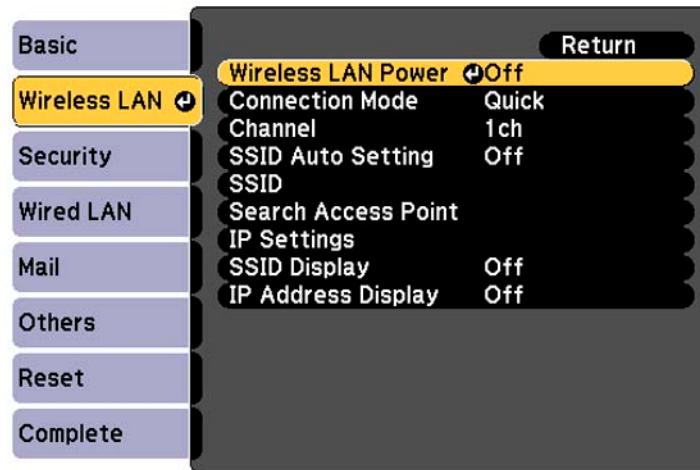 Basic
Wireless LAN
Security
Wired LAN
Mail
Others
Reset
Complete
Return
Wireless LAN Power Off
Connection Mode Quick
Channel 1ch
SSID Auto Setting Off
SSID
Search Access Point
IP Settings
SSID Display Off
IP Address Display Off